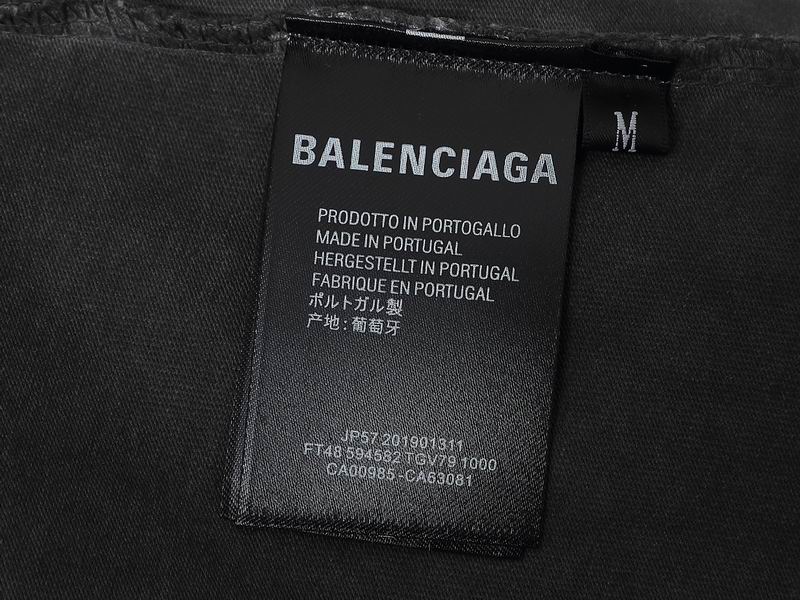 BALENCIAGA
M
PRODOTTO IN PORTOGALLO
MADE IN PORTUGAL
HERGESTELLT IN PORTUGAL
FABRIQUE EN PORTUGAL
ポルトガル製
产地:葡萄牙
JP57 201901311
FT48 594582 TGV79 1000
CA00985-CA63081